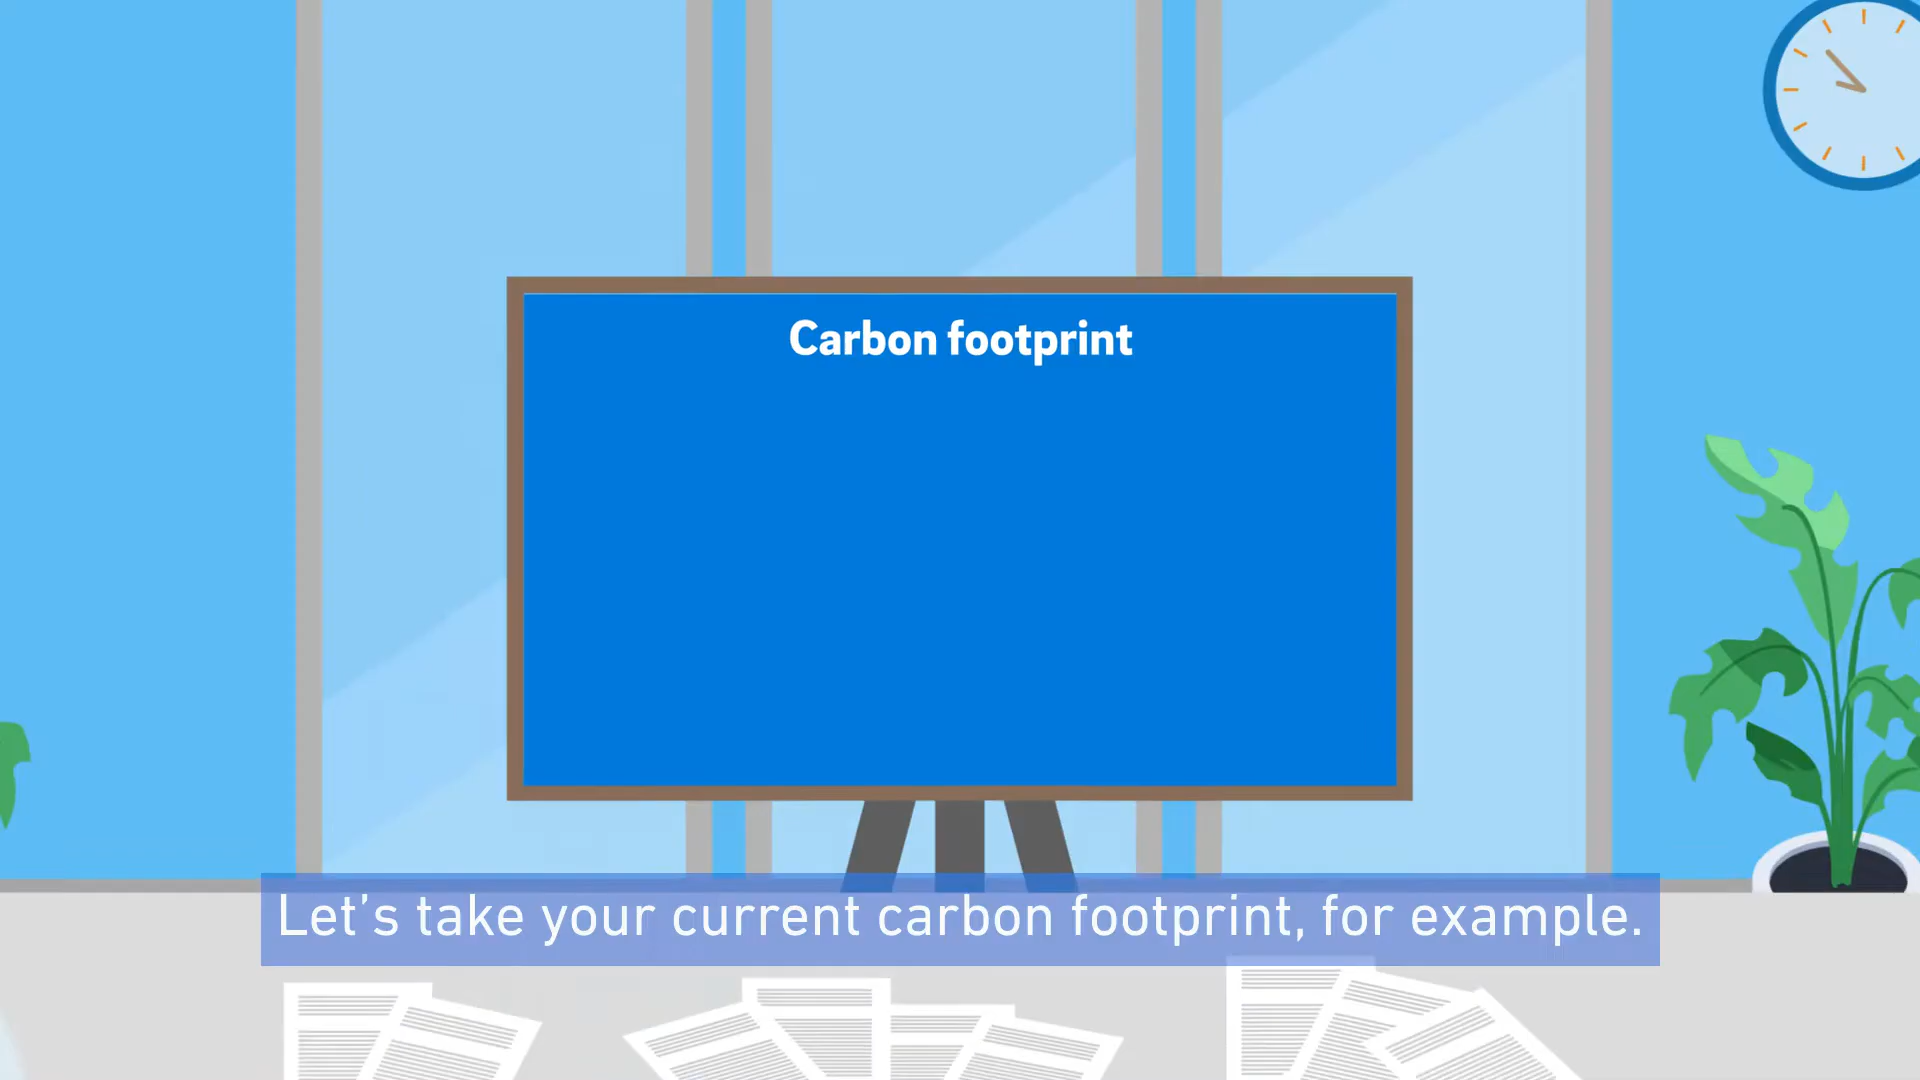 Carbon footprint
Let’s take your current carbon footprint, for example.